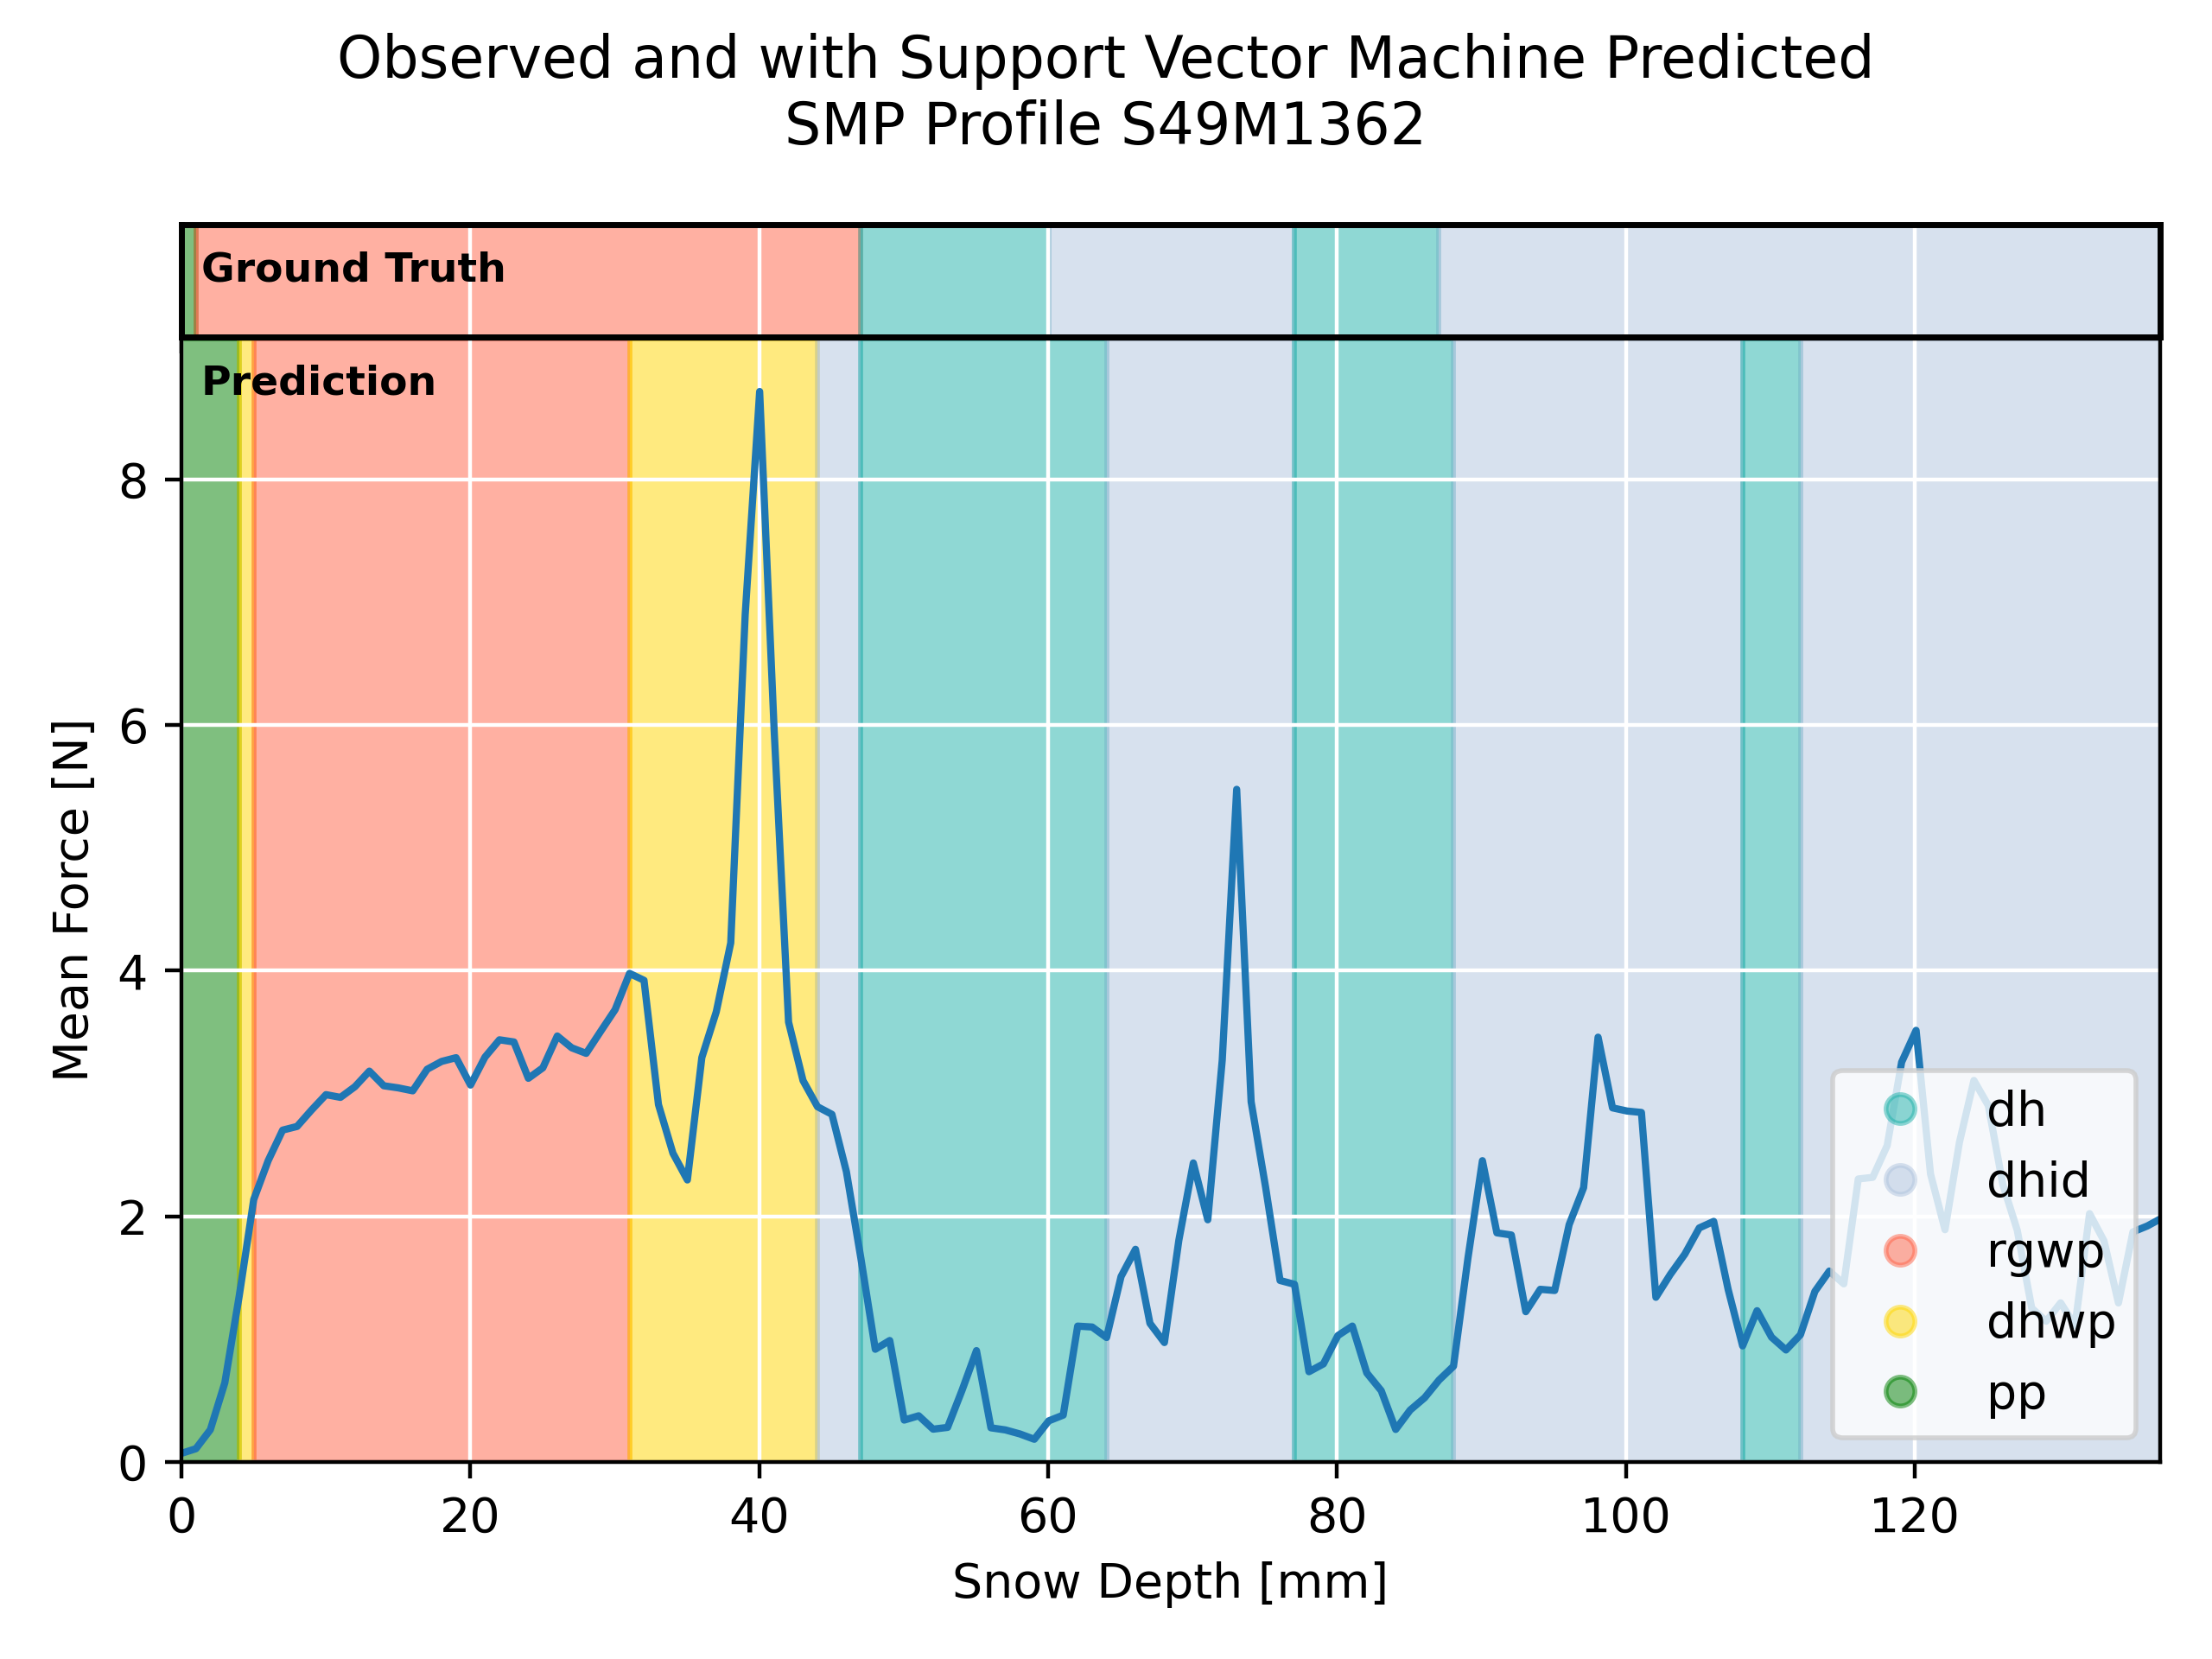 Observed and with Support Vector Machine Predicted
SMP Profile S49M1362
Ground Truth
Prediction
8
6
4
2
0
Mean Force [N]
dh
dhid
rgwp
dhwp
pp
0 20 40 60 80 100 120
Snow Depth [mm]